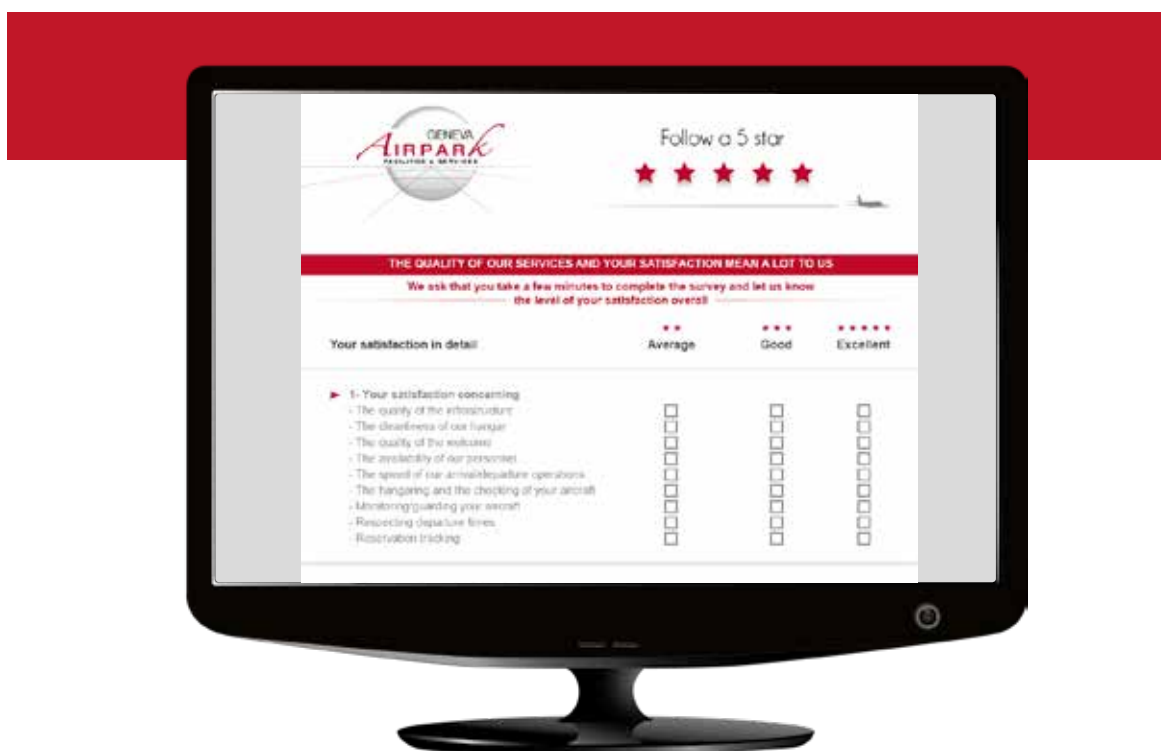 GENEVA
AIRPARK
FACILITIES & SERVICES
Follow a 5 star
THE QUALITY OF OUR SERVICES AND YOUR SATISFACTION MEAN A LOT TO US
We ask that you take a few minutes to complete the survey and let us know
the level of your satisfaction overall
Your satisfaction in detail Average Good Excellent
1- Your satisfaction concerning
- The quality of the infrastructure
- The cleanliness of our hangar
- The quality of the welcome
- The availability of our personnel
- The speed of our arrival/departure operations
- The hangaring and the checking of your aircraft
- Monitoring/guarding your aircraft
- Respecting departure times
- Reservation tracking